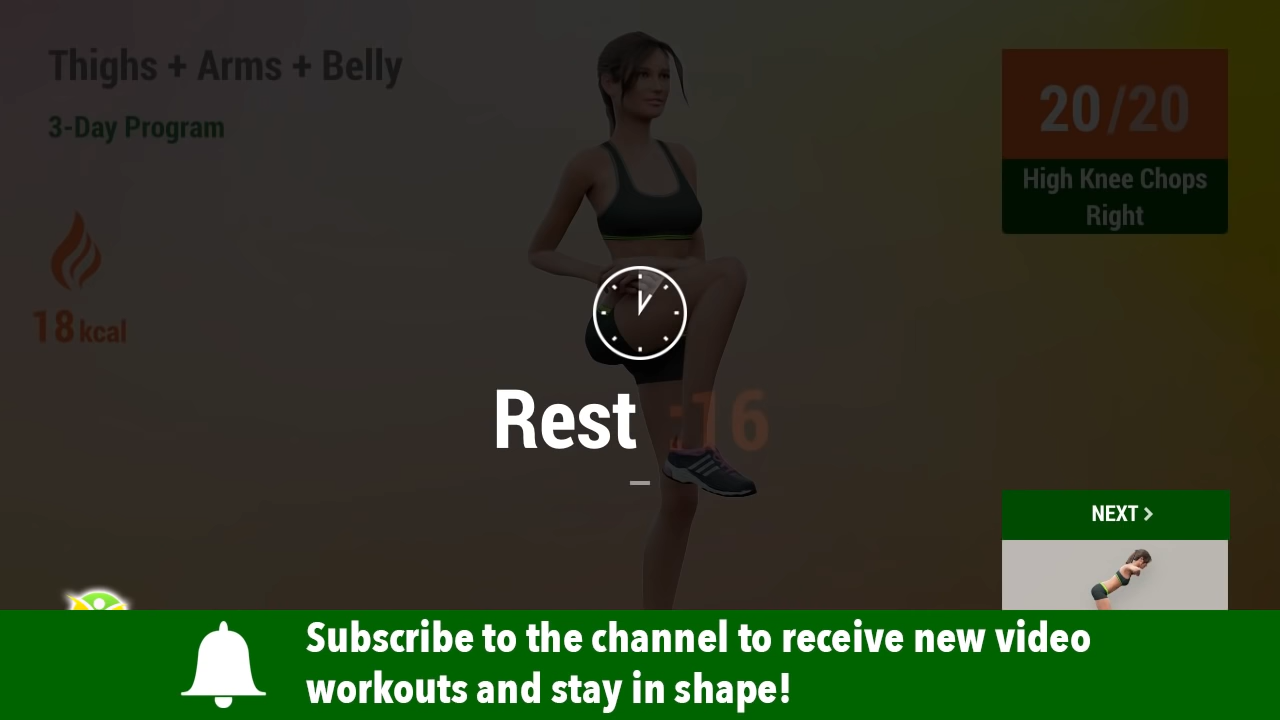 Thighs + Arms + Belly
3-Day Program
20/20
High Knee Chops
Right
18 kcal
Rest :16
NEXT >
Subscribe to the channel to receive new video
workouts and stay in shape!